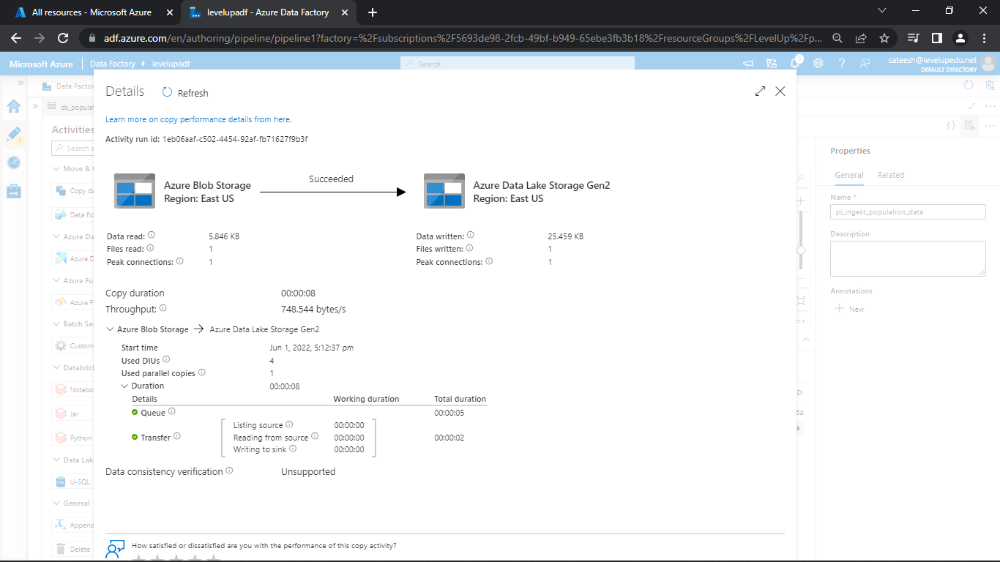 All resources - Microsoft Azure
levelupadf - Azure Data Factory
adf.azure.com/en/authoring/pipeline/pipeline1?factory=%2Fsubscriptions%2F5693de98-2fcb-49bf-b949-65ebe3fb3b18%2FresourceGroups%2FLevelUp%2Fp...
Microsoft Azure
Data Factory
levelupadf
Search
1
sateesh@levelupedu.net
DEFAULT DIRECTORY
Data Factor
ds_populat
Activities
Search a
Move & t
Copy da
Data flo
Azure Da
Azure D
Azure Fu
Azure F
Batch Se
Custom
Databric
Notebo
Jar
Python
Data Lak
U-SQL
General
Append
Delete
1
Details
Refresh
Learn more on copy performance details from here.
Activity run id: 1eb06aaf-c502-4454-92af-fb71627f9b3f
Azure Blob Storage
Region: East US
Succeeded
Azure Data Lake Storage Gen2
Region: East US
Data read: 5.846 KB
Files read: 1
Peak connections: 1
Data written: 25.459 KB
Files written: 1
Peak connections: 1
Copy duration 00:00:08
Throughput: 748.544 bytes/s
Azure Blob Storage → Azure Data Lake Storage Gen2
Start time Jun 1, 2022, 5:12:37 pm
Used DIUs 4
Used parallel copies 1
Duration 00:00:08
Details Working duration Total duration
Queue 00:00:05
Transfer 00:00:02
Listing source 00:00:00
Reading from source 00:00:00
Writing to sink 00:00:00
Data consistency verification Unsupported
How satisfied or dissatisfied are you with the performance of this copy activity?
Properties
General
Related
Name *
pl_ingest_population_data
Description
Annotations
New